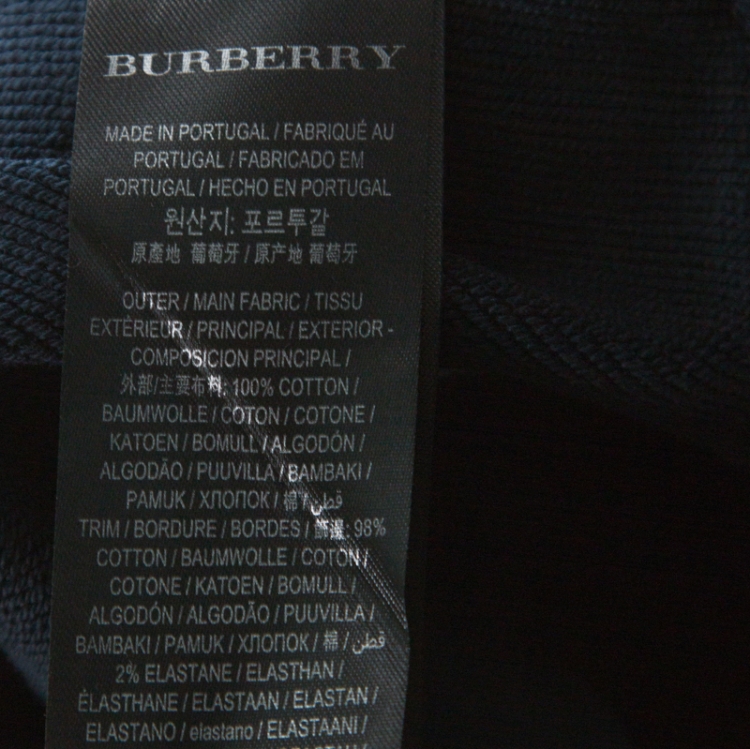 BURBERRY
MADE IN PORTUGAL / FABRIQUÉ AU
PORTUGAL / FABRICADO EM
PORTUGAL / HECHO EN PORTUGAL
원산지: 포르투갈
原產地 葡萄牙 / 原产地 葡萄牙
OUTER / MAIN FABRIC / TISSU
EXTÉRIEUR / PRINCIPAL / EXTERIOR -
COMPOSICION PRINCIPAL /
外部/主要布料: 100% COTTON /
BAUMWOLLE / COTON / COTONE /
KATOEN / BOMULL / ALGODÓN /
ALGODÃO / PUUVILLA / BAMBAKI /
PAMUK / ХЛОПОК / 棉 / قطن
TRIM / BORDURE / BORDES / 飾邊: 98%
COTTON / BAUMWOLLE / COTON /
COTONE / KATOEN / BOMULL /
ALGODÓN / ALGODÃO / PUUVILLA /
BAMBAKI / PAMUK / ХЛОПОК / 棉 / قطن
2% ELASTANE / ELASTHAN /
ÉLASTHANE / ELASTAAN / ELASTAN /
ELASTANO / elastano / ELASTAANI /